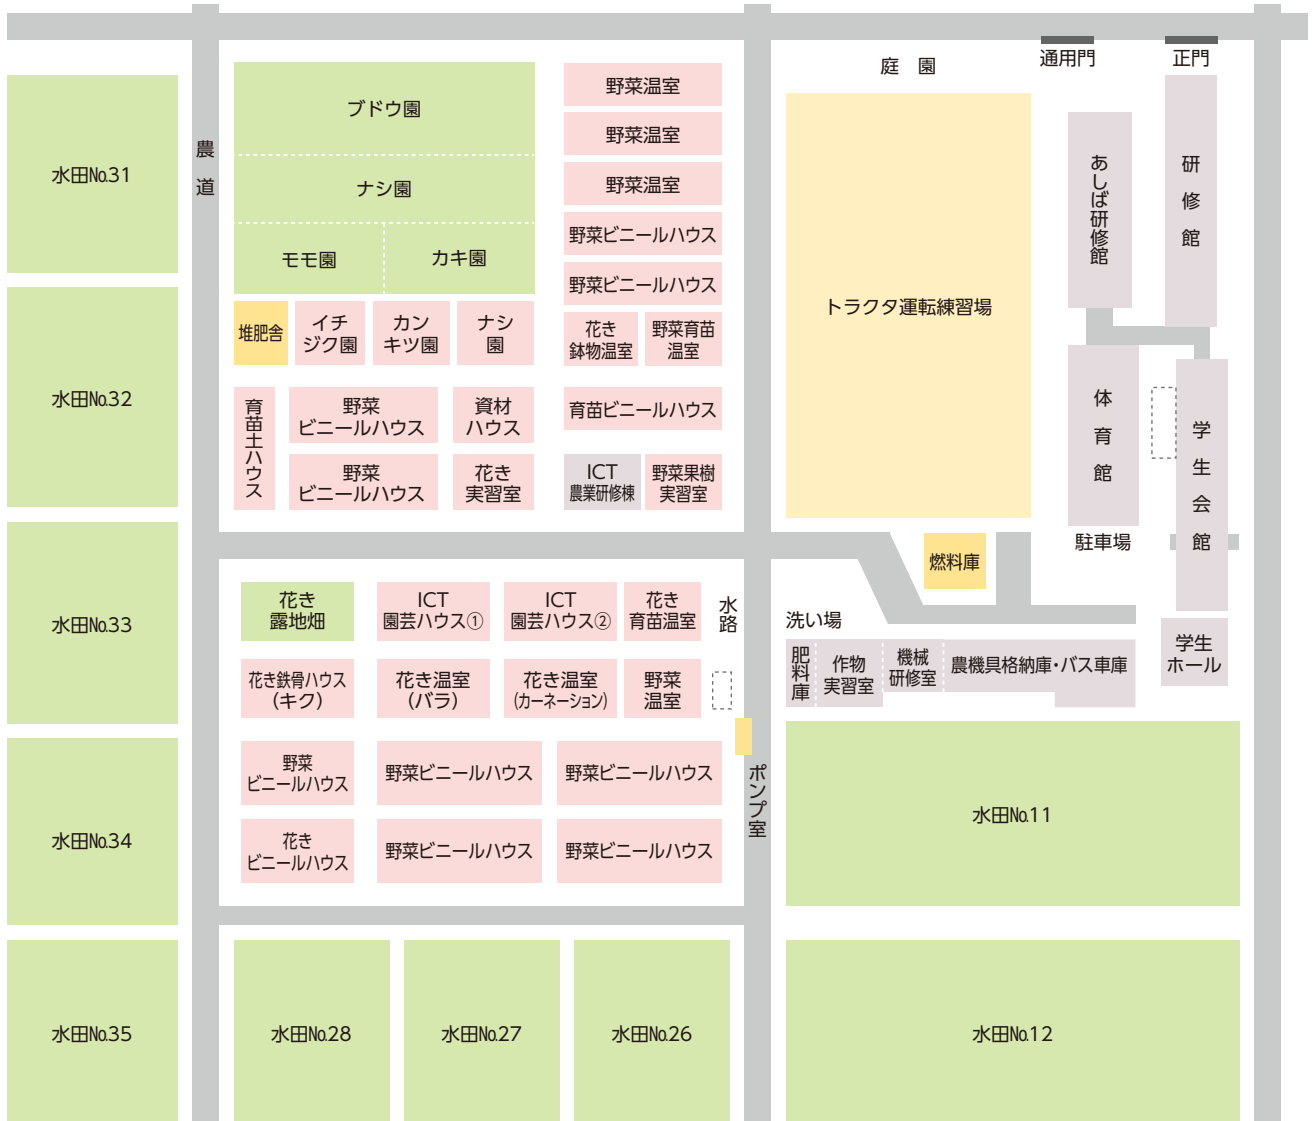 庭　園
通用門
正門
農道
水田No.31
水田No.32
水田No.33
水田No.34
水田No.35
ブドウ園
ナシ園
モモ園
カキ園
堆肥舎
イチ
ジク園
カン
キツ園
ナシ
園
育苗土ハウス
野菜
ビニールハウス
資材
ハウス
野菜
ビニールハウス
花き
実習室
野菜温室
野菜温室
野菜温室
野菜ビニールハウス
野菜ビニールハウス
花き
鉢物温室
野菜育苗
温室
育苗ビニールハウス
ICT
農業研修棟
野菜果樹
実習室
トラクタ運転練習場
あしば研修館
研修館
体育館
学生会館
駐車場
燃料庫
洗い場
肥料庫
作物
実習室
機械
研修室
農機具格納庫・バス車庫
学生
ホール
花き
露地畑
ICT
園芸ハウス①
ICT
園芸ハウス②
花き
育苗温室
水路
花き鉄骨ハウス
（キク）
花き温室
（バラ）
花き温室
（カーネーション）
野菜
温室
野菜
ビニールハウス
野菜ビニールハウス
野菜ビニールハウス
花き
ビニールハウス
野菜ビニールハウス
野菜ビニールハウス
ポンプ室
水田No.11
水田No.28
水田No.27
水田No.26
水田No.12